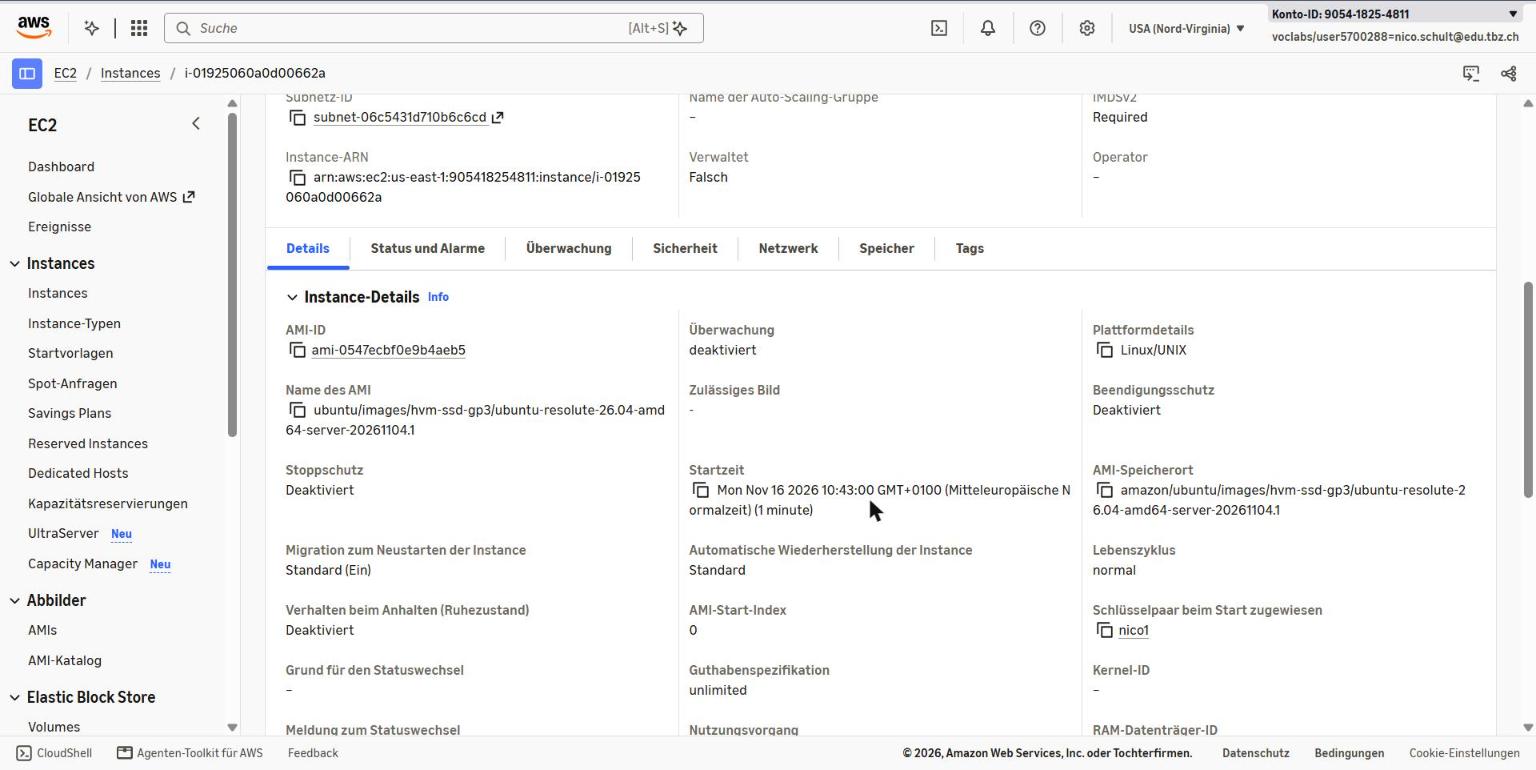 aws
Suche
[Alt+S]
USA (Nord-Virginia)
Konto-ID: 9054-1825-4811
voclabs/user5700288=nico.schult@edu.tbz.ch
EC2 / Instances / i-01925060a0d00662a
EC2
Dashboard
Globale Ansicht von AWS
Ereignisse
Instances
Instances
Instance-Typen
Startvorlagen
Spot-Anfragen
Savings Plans
Reserved Instances
Dedicated Hosts
Kapazitätsreservierungen
UltraServer Neu
Capacity Manager Neu
Abbilder
AMIs
AMI-Katalog
Elastic Block Store
Volumes
Subnetz-ID
subnet-06c5431d710b6c6cd
Name der Auto-Scaling-Gruppe
–
IMDSv2
Required
Instance-ARN
arn:aws:ec2:us-east-1:905418254811:instance/i-01925
060a0d00662a
Verwaltet
Falsch
Operator
–
Details
Status und Alarme
Überwachung
Sicherheit
Netzwerk
Speicher
Tags
Instance-Details Info
AMI-ID
ami-0547ecbf0e9b4aeb5
Überwachung
deaktiviert
Plattformdetails
Linux/UNIX
Name des AMI
ubuntu/images/hvm-ssd-gp3/ubuntu-resolute-26.04-amd
64-server-20261104.1
Zulässiges Bild
-
Beendigungsschutz
Deaktiviert
Stoppschutz
Deaktiviert
Startzeit
Mon Nov 16 2026 10:43:00 GMT+0100 (Mitteleuropäische N
ormalzeit) (1 minute)
AMI-Speicherort
amazon/ubuntu/images/hvm-ssd-gp3/ubuntu-resolute-2
6.04-amd64-server-20261104.1
Migration zum Neustarten der Instance
Standard (Ein)
Automatische Wiederherstellung der Instance
Standard
Lebenszyklus
normal
Verhalten beim Anhalten (Ruhezustand)
Deaktiviert
AMI-Start-Index
0
Schlüsselpaar beim Start zugewiesen
nico1
Grund für den Statuswechsel
–
Guthabenspezifikation
unlimited
Kernel-ID
–
Meldung zum Statuswechsel
Nutzungsvorgang
RAM-Datenträger-ID
CloudShell
Agenten-Toolkit für AWS
Feedback
© 2026, Amazon Web Services, Inc. oder Tochterfirmen.
Datenschutz
Bedingungen
Cookie-Einstellungen